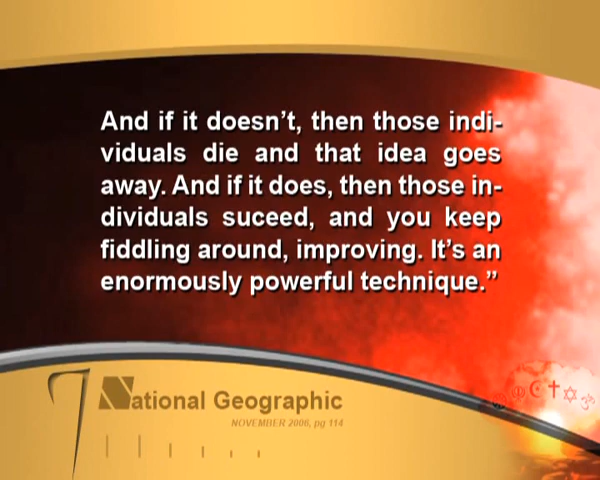 And if it doesn't, then those indi-
viduals die and that idea goes
away. And if it does, then those in-
dividuals suceed, and you keep
fiddling around, improving. It's an
enormously powerful technique.”
National Geographic
NOVEMBER 2006, pg 114